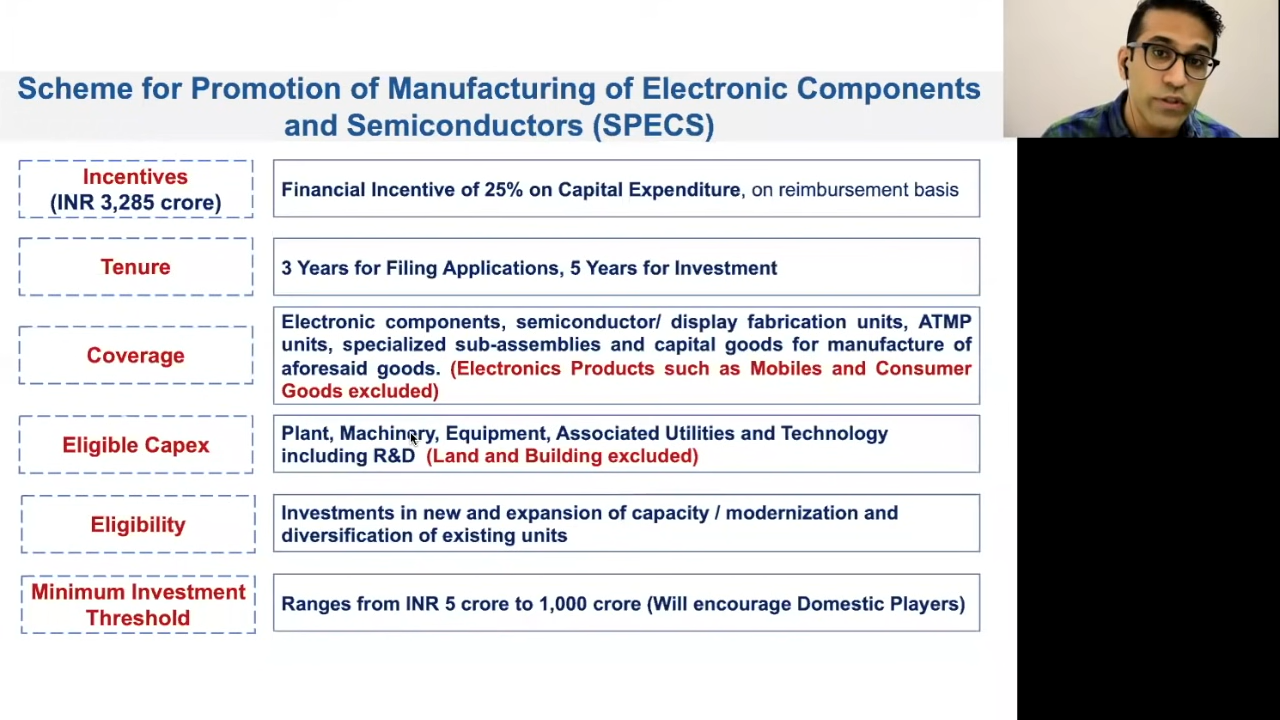 Scheme for Promotion of Manufacturing of Electronic Components
and Semiconductors (SPECS)
Incentives
(INR 3,285 crore)
Financial Incentive of 25% on Capital Expenditure, on reimbursement basis
Tenure
3 Years for Filing Applications, 5 Years for Investment
Coverage
Electronic components, semiconductor/ display fabrication units, ATMP
units, specialized sub-assemblies and capital goods for manufacture of
aforesaid goods. (Electronics Products such as Mobiles and Consumer
Goods excluded)
Eligible Capex
Plant, Machinery, Equipment, Associated Utilities and Technology
including R&D (Land and Building excluded)
Eligibility
Investments in new and expansion of capacity / modernization and
diversification of existing units
Minimum Investment
Threshold
Ranges from INR 5 crore to 1,000 crore (Will encourage Domestic Players)